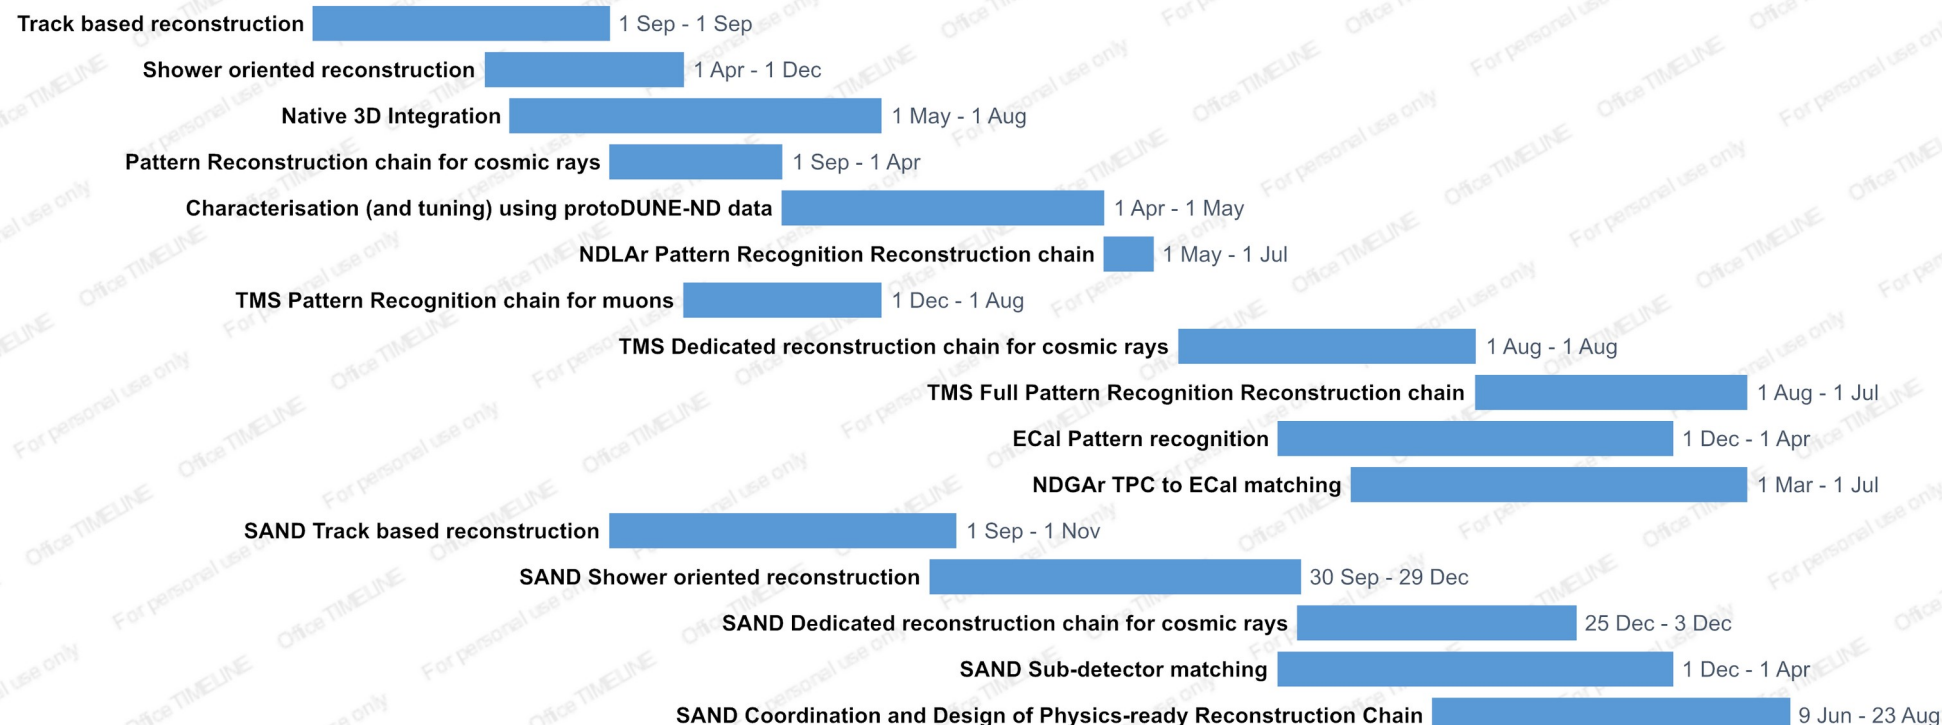 Track based reconstruction 1 Sep - 1 Sep
Shower oriented reconstruction 1 Apr - 1 Dec
Native 3D Integration 1 May - 1 Aug
Pattern Reconstruction chain for cosmic rays 1 Sep - 1 Apr
Characterisation (and tuning) using protoDUNE-ND data 1 Apr - 1 May
NDLAr Pattern Recognition Reconstruction chain 1 May - 1 Jul
TMS Pattern Recognition chain for muons 1 Dec - 1 Aug
TMS Dedicated reconstruction chain for cosmic rays 1 Aug - 1 Aug
TMS Full Pattern Recognition Reconstruction chain 1 Aug - 1 Jul
ECal Pattern recognition 1 Dec - 1 Apr
NDGAr TPC to ECal matching 1 Mar - 1 Jul
SAND Track based reconstruction 1 Sep - 1 Nov
SAND Shower oriented reconstruction 30 Sep - 29 Dec
SAND Dedicated reconstruction chain for cosmic rays 25 Dec - 3 Dec
SAND Sub-detector matching 1 Dec - 1 Apr
SAND Coordination and Design of Physics-ready Reconstruction Chain 9 Jun - 23 Aug
Office TIMELINE For personal use only